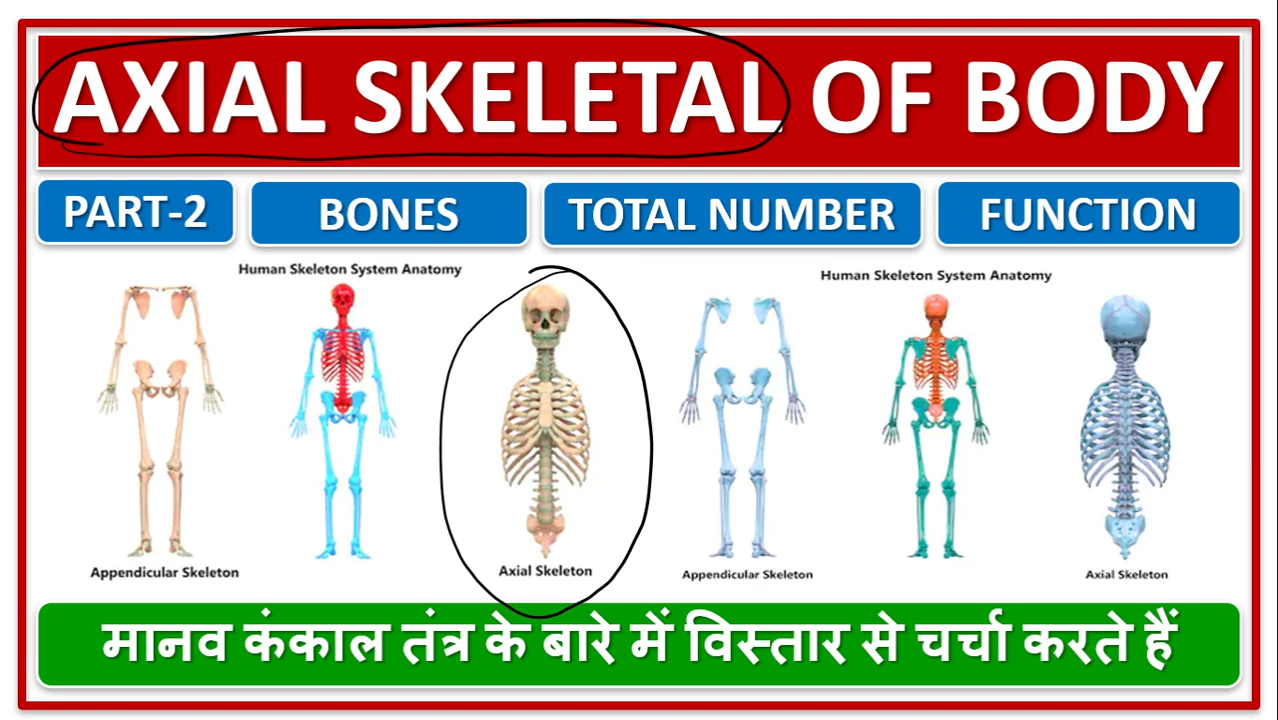 AXIAL SKELETAL OF BODY
PART-2
BONES
TOTAL NUMBER
FUNCTION
Human Skeleton System Anatomy
Human Skeleton System Anatomy
Appendicular Skeleton
Axial Skeleton
Appendicular Skeleton
Axial Skeleton
मानव कंकाल तंत्र के बारे में विस्तार से चर्चा करते हैं